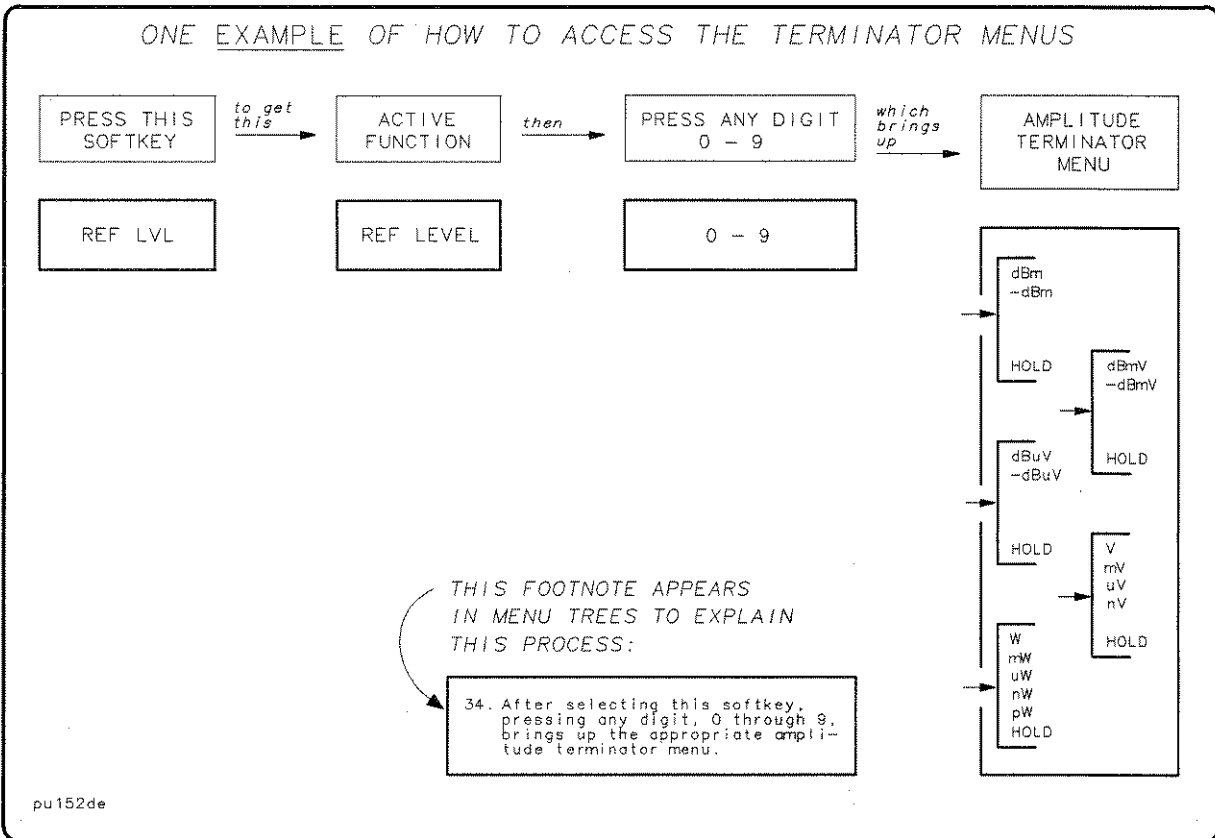 ONE EXAMPLE OF HOW TO ACCESS THE TERMINATOR MENUS
PRESS THIS
SOFTKEY
to get
this
ACTIVE
FUNCTION
then
PRESS ANY DIGIT
0 – 9
which
brings
up
AMPLITUDE
TERMINATOR
MENU
REF LVL
REF LEVEL
0 – 9
dBm
–dBm
HOLD
dBmV
–dBmV
HOLD
dBuV
–dBuV
HOLD
V
mV
uV
nV
HOLD
W
mW
uW
nW
pW
HOLD
THIS FOOTNOTE APPEARS
IN MENU TREES TO EXPLAIN
THIS PROCESS:
34. After selecting this softkey,
pressing any digit, 0 through 9,
brings up the appropriate ampli–
tude terminator menu.
pu152de